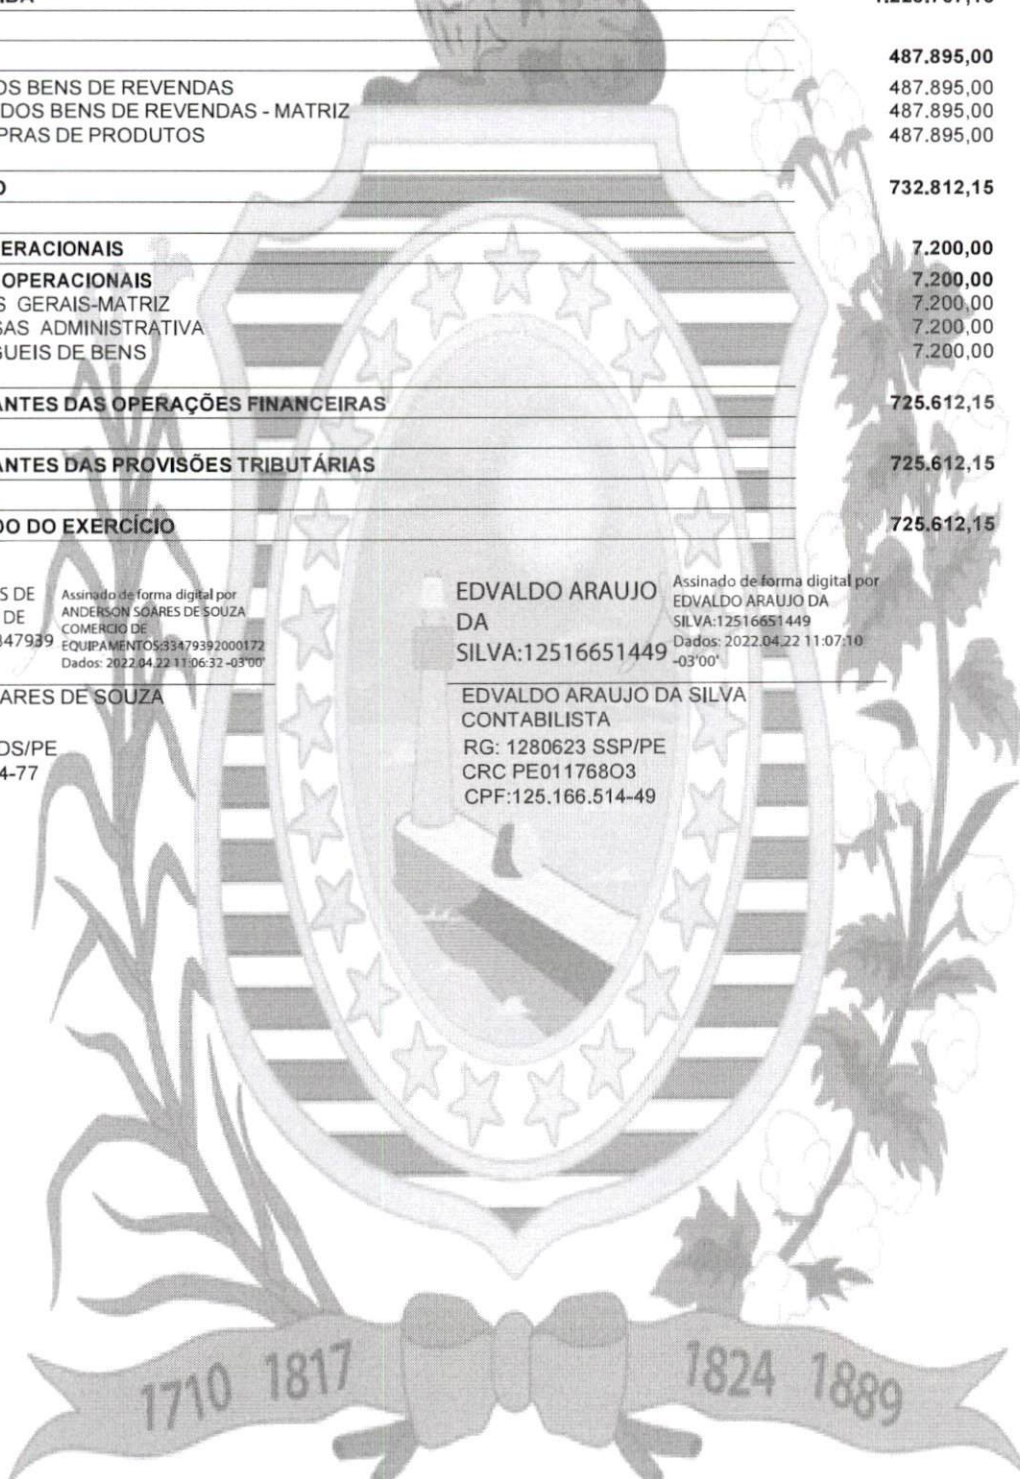 487.895,00
OS BENS DE REVENDAS 487.895,00
DOS BENS DE REVENDAS - MATRIZ 487.895,00
PRAS DE PRODUTOS 487.895,00
O 732.812,15
ERACIONAIS 7.200,00
OPERACIONAIS 7.200,00
S GERAIS-MATRIZ 7.200,00
SAS ADMINISTRATIVA 7.200,00
GUEIS DE BENS 7.200,00
ANTES DAS OPERAÇÕES FINANCEIRAS 725.612,15
ANTES DAS PROVISÕES TRIBUTÁRIAS 725.612,15
DO DO EXERCÍCIO 725.612,15
S DE
DE
347939
Assinado de forma digital por
ANDERSON SOARES DE SOUZA
COMERCIO DE
EQUIPAMENTOS:33479392000172
Dados: 2022.04.22 11:06:32 -03'00'
ARES DE SOUZA
OS/PE
4-77
EDVALDO ARAUJO
DA
SILVA:12516651449
Assinado de forma digital por
EDVALDO ARAUJO DA
SILVA:12516651449
Dados: 2022.04.22 11:07:10
-03'00'
EDVALDO ARAUJO DA SILVA
CONTABILISTA
RG: 1280623 SSP/PE
CRC PE011768O3
CPF:125.166.514-49
1710 1817 1824 1889